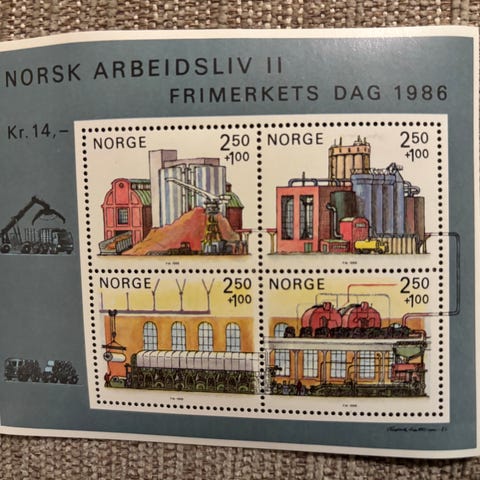 NORSK ARBEIDSLIV II
FRIMERKETS DAG 1986
Kr. 14,-
NORGE 2 50
+1 00
NORGE 2 50
+1 00
NORGE 2 50
+1 00
NORGE 2 50
+1 00